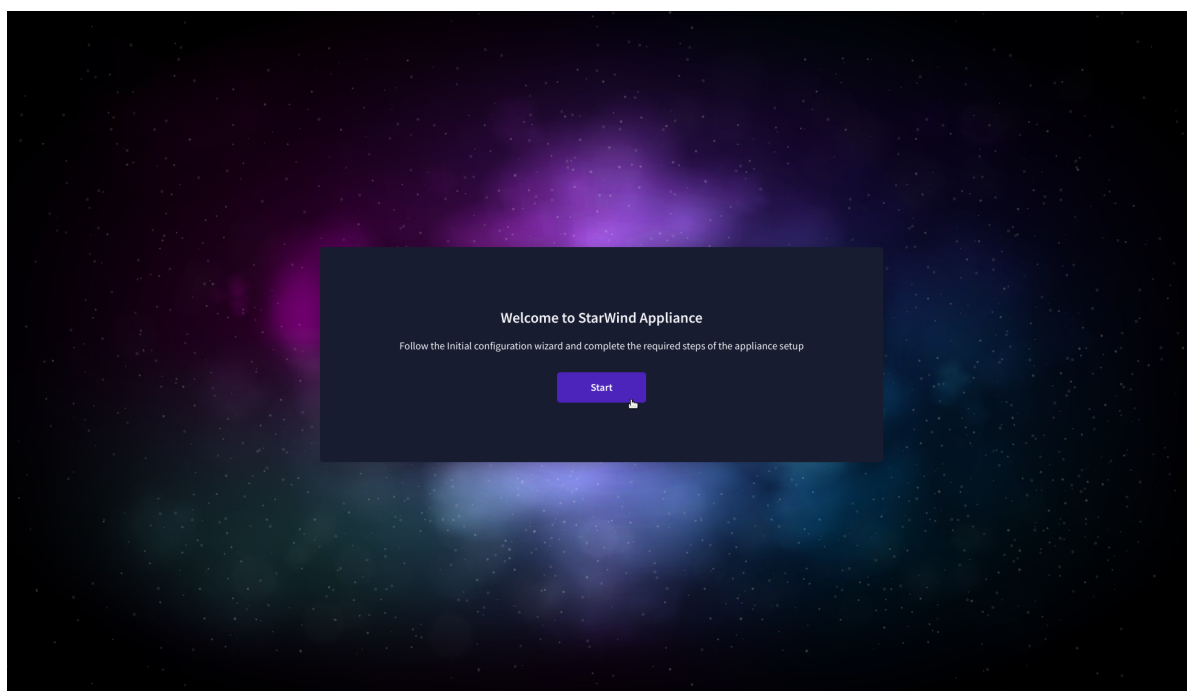 Welcome to StarWind Appliance
Follow the Initial configuration wizard and complete the required steps of the appliance setup
Start